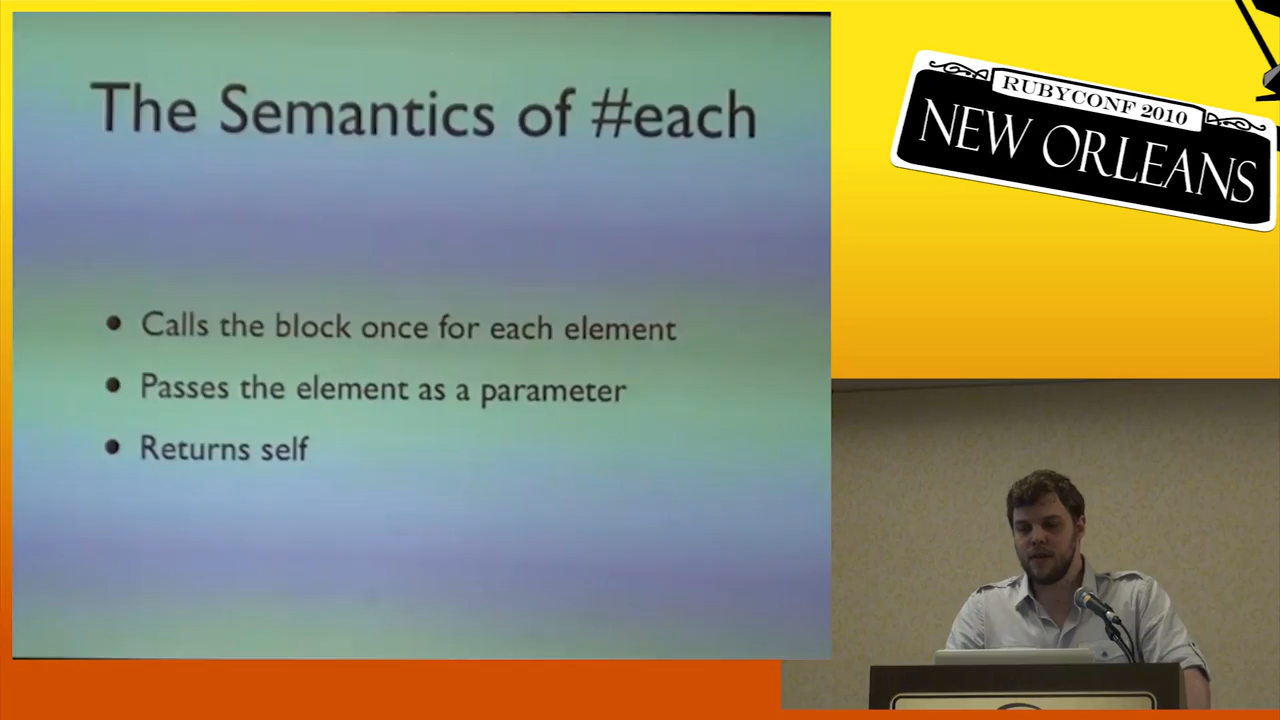 The Semantics of #each
• Calls the block once for each element
• Passes the element as a parameter
• Returns self
RUBYCONF 2010
NEW ORLEANS